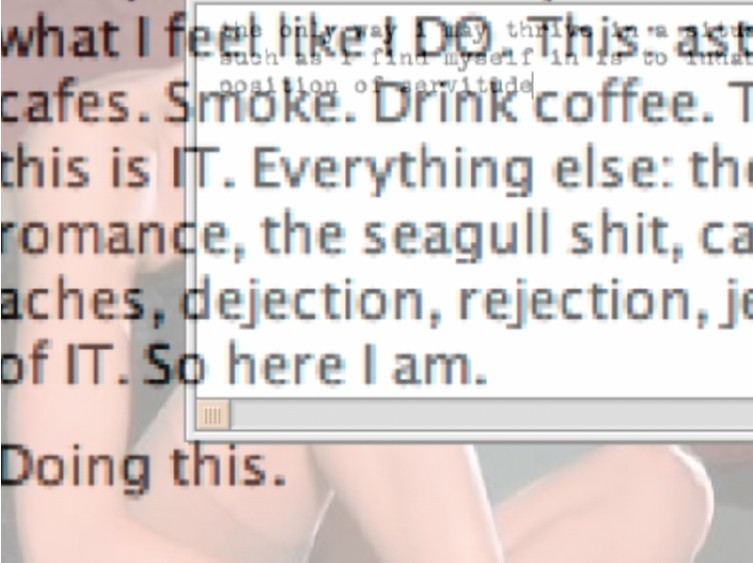 what I feel like I DO. This. ast
cafes. Smoke. Drink coffee. T
this is IT. Everything else: the
romance, the seagull shit, ca
aches, dejection, rejection, jo
of IT. So here I am.
Doing this.
the only way i may thrive in a situ
such as i find myself in is to
position of servitude